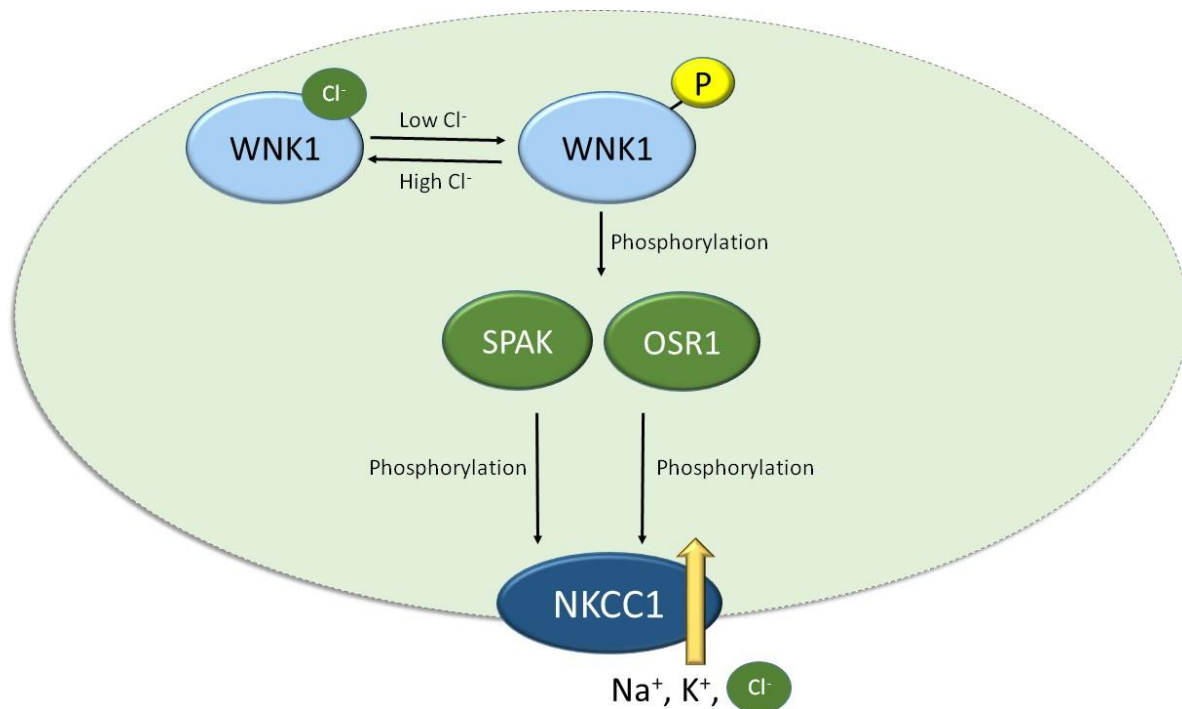 Cl⁻
P
WNK1
Low Cl⁻
WNK1
High Cl⁻
Phosphorylation
SPAK
OSR1
Phosphorylation
Phosphorylation
NKCC1
Na⁺, K⁺, Cl⁻